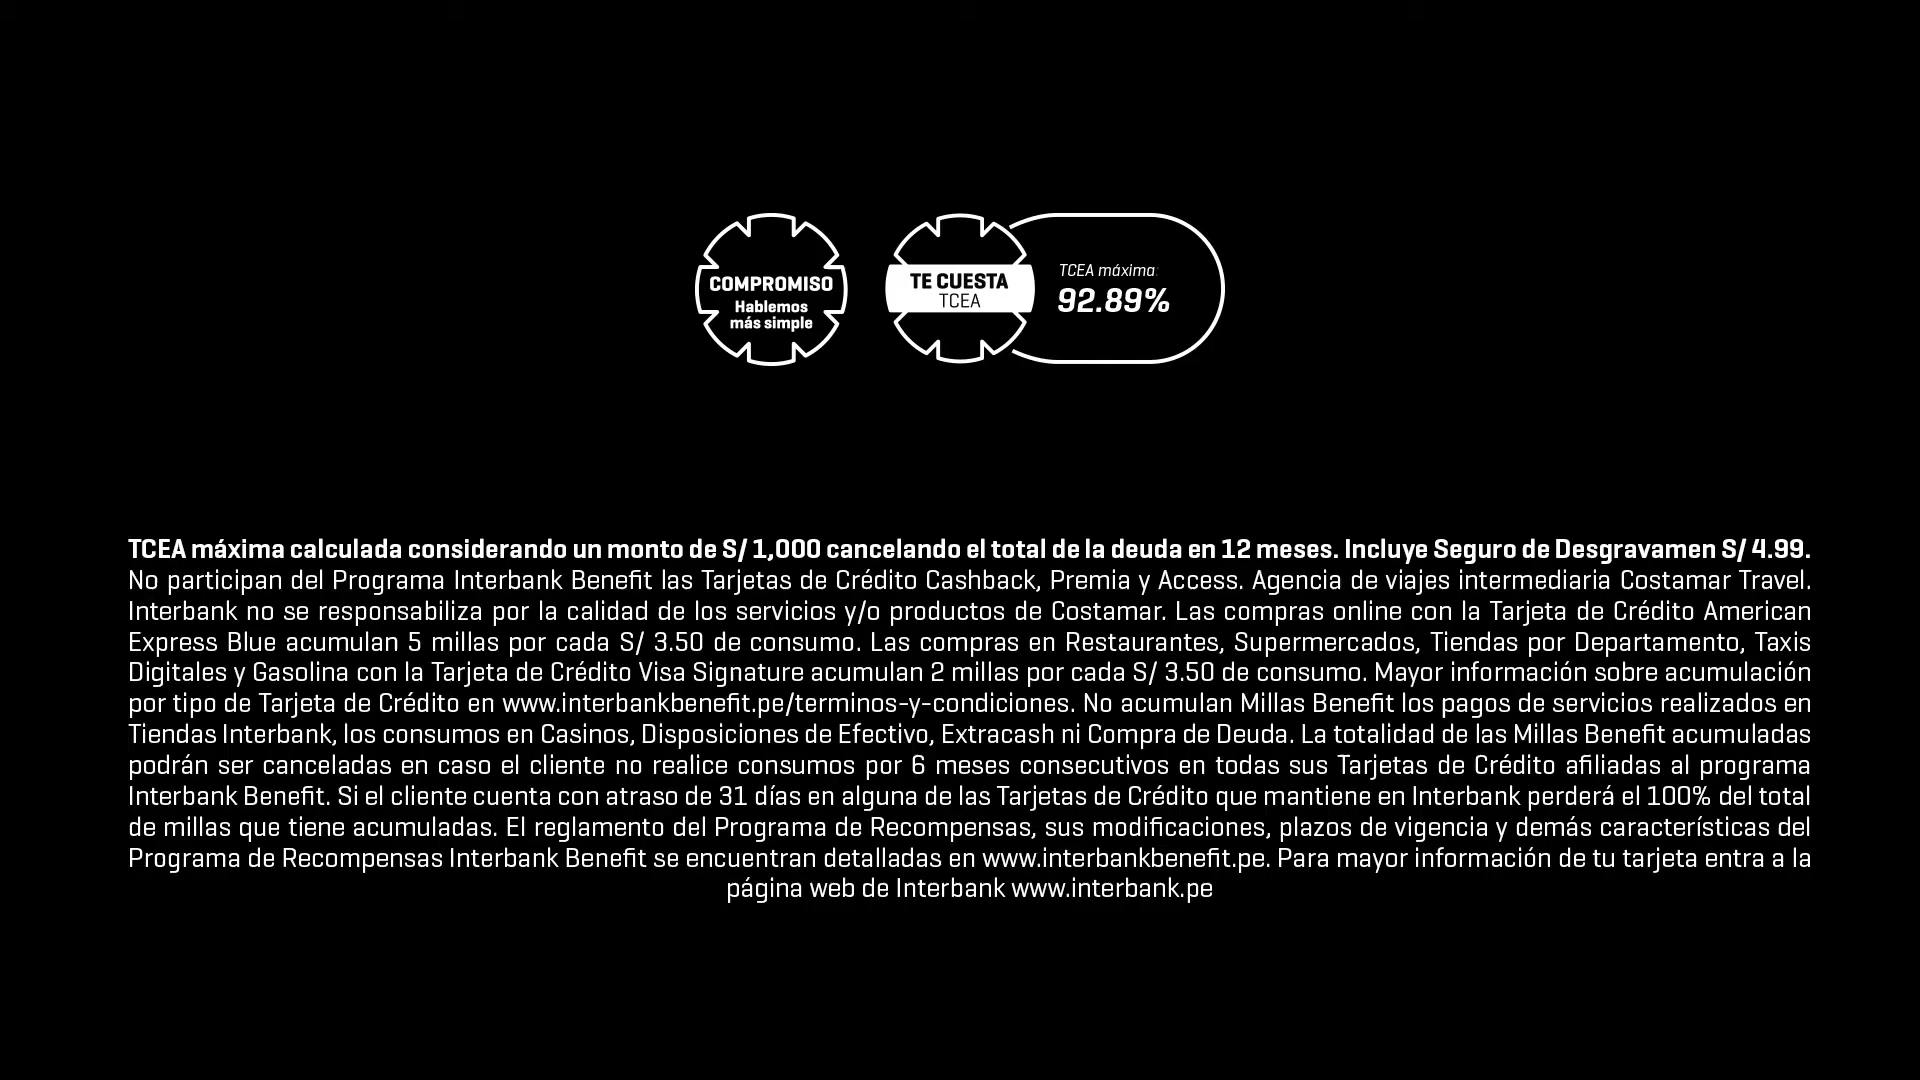 COMPROMISO
Hablemos
más simple
TE CUESTA
TCEA
TCEA máxima:
92.89%
TCEA máxima calculada considerando un monto de S/ 1,000 cancelando el total de la deuda en 12 meses. Incluye Seguro de Desgravamen S/ 4.99.
No participan del Programa Interbank Benefit las Tarjetas de Crédito Cashback, Premia y Access. Agencia de viajes intermediaria Costamar Travel.
Interbank no se responsabiliza por la calidad de los servicios y/o productos de Costamar. Las compras online con la Tarjeta de Crédito American
Express Blue acumulan 5 millas por cada S/ 3.50 de consumo. Las compras en Restaurantes, Supermercados, Tiendas por Departamento, Taxis
Digitales y Gasolina con la Tarjeta de Crédito Visa Signature acumulan 2 millas por cada S/ 3.50 de consumo. Mayor información sobre acumulación
por tipo de Tarjeta de Crédito en www.interbankbenefit.pe/terminos-y-condiciones. No acumulan Millas Benefit los pagos de servicios realizados en
Tiendas Interbank, los consumos en Casinos, Disposiciones de Efectivo, Extracash ni Compra de Deuda. La totalidad de las Millas Benefit acumuladas
podrán ser canceladas en caso el cliente no realice consumos por 6 meses consecutivos en todas sus Tarjetas de Crédito afiliadas al programa
Interbank Benefit. Si el cliente cuenta con atraso de 31 días en alguna de las Tarjetas de Crédito que mantiene en Interbank perderá el 100% del total
de millas que tiene acumuladas. El reglamento del Programa de Recompensas, sus modificaciones, plazos de vigencia y demás características del
Programa de Recompensas Interbank Benefit se encuentran detalladas en www.interbankbenefit.pe. Para mayor información de tu tarjeta entra a la
página web de Interbank www.interbank.pe